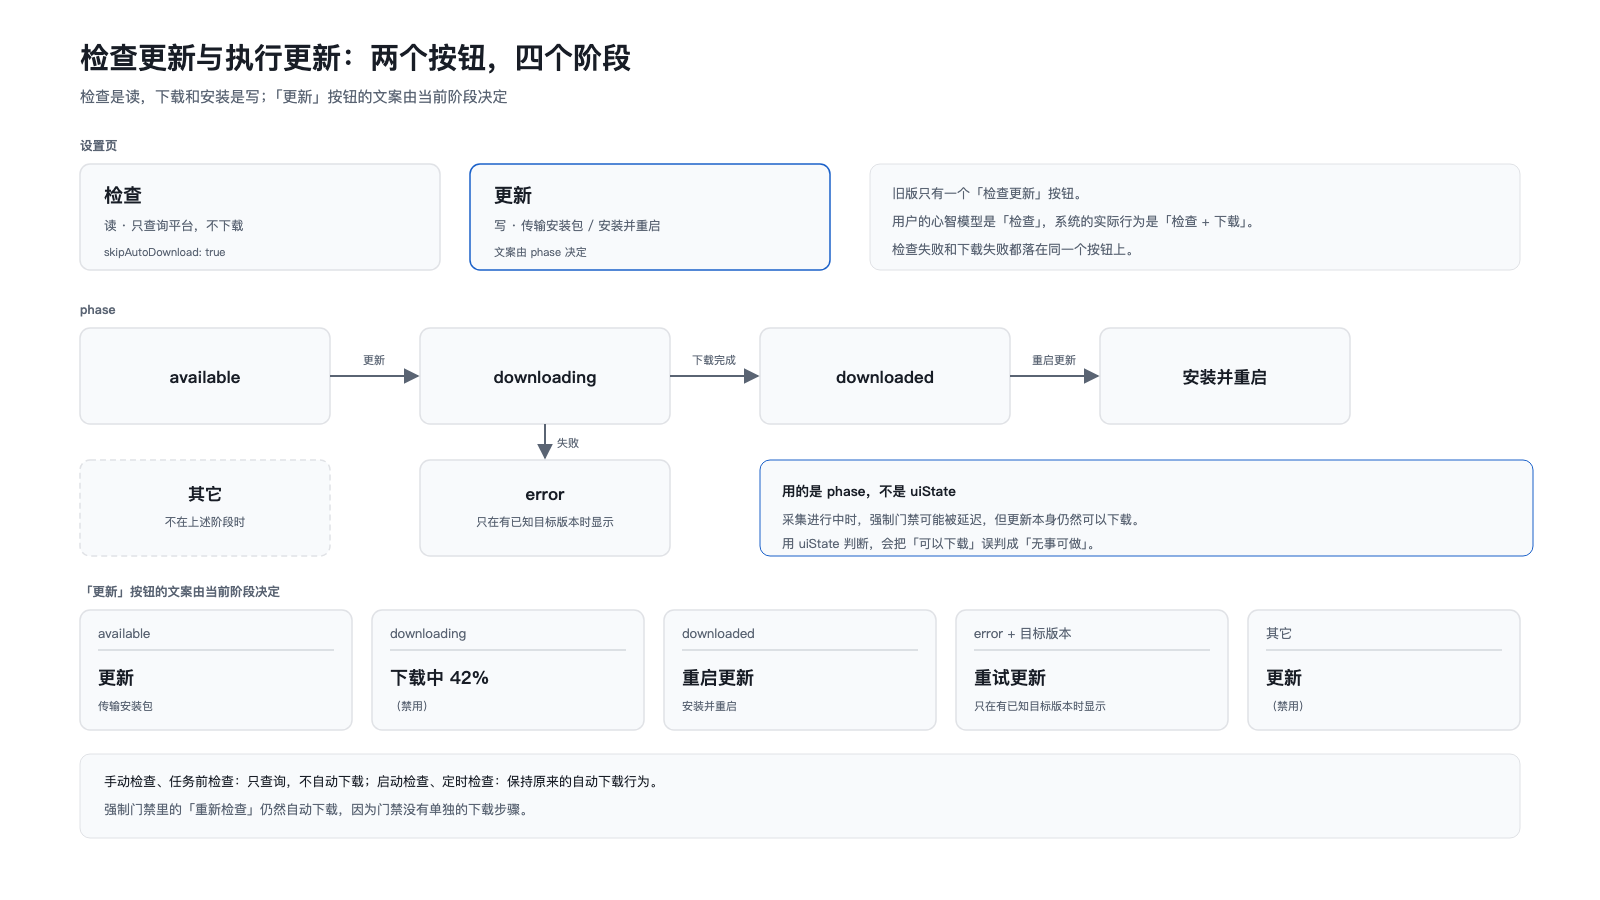 检查更新与执行更新：两个按钮，四个阶段
检查是读，下载和安装是写；「更新」按钮的文案由当前阶段决定
设置页
检查
读 · 只查询平台，不下载
skipAutoDownload: true
更新
写 · 传输安装包 / 安装并重启
文案由 phase 决定
旧版只有一个「检查更新」按钮。
用户的心智模型是「检查」，系统的实际行为是「检查 + 下载」。
检查失败和下载失败都落在同一个按钮上。
phase
available
更新
downloading
下载完成
downloaded
重启更新
安装并重启
失败
其它
不在上述阶段时
error
只在有已知目标版本时显示
用的是 phase，不是 uiState
采集进行中时，强制门禁可能被延迟，但更新本身仍然可以下载。
用 uiState 判断，会把「可以下载」误判成「无事可做」。
「更新」按钮的文案由当前阶段决定
available
更新
传输安装包
downloading
下载中 42%
（禁用）
downloaded
重启更新
安装并重启
error + 目标版本
重试更新
只在有已知目标版本时显示
其它
更新
（禁用）
手动检查、任务前检查：只查询，不自动下载；启动检查、定时检查：保持原来的自动下载行为。
强制门禁里的「重新检查」仍然自动下载，因为门禁没有单独的下载步骤。